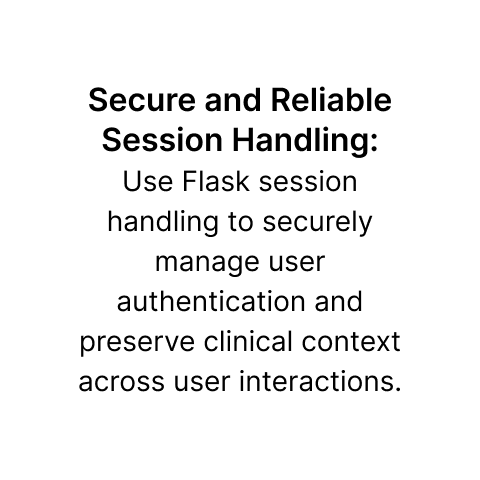 Secure and Reliable
Session Handling:
Use Flask session
handling to securely
manage user
authentication and
preserve clinical context
across user interactions.